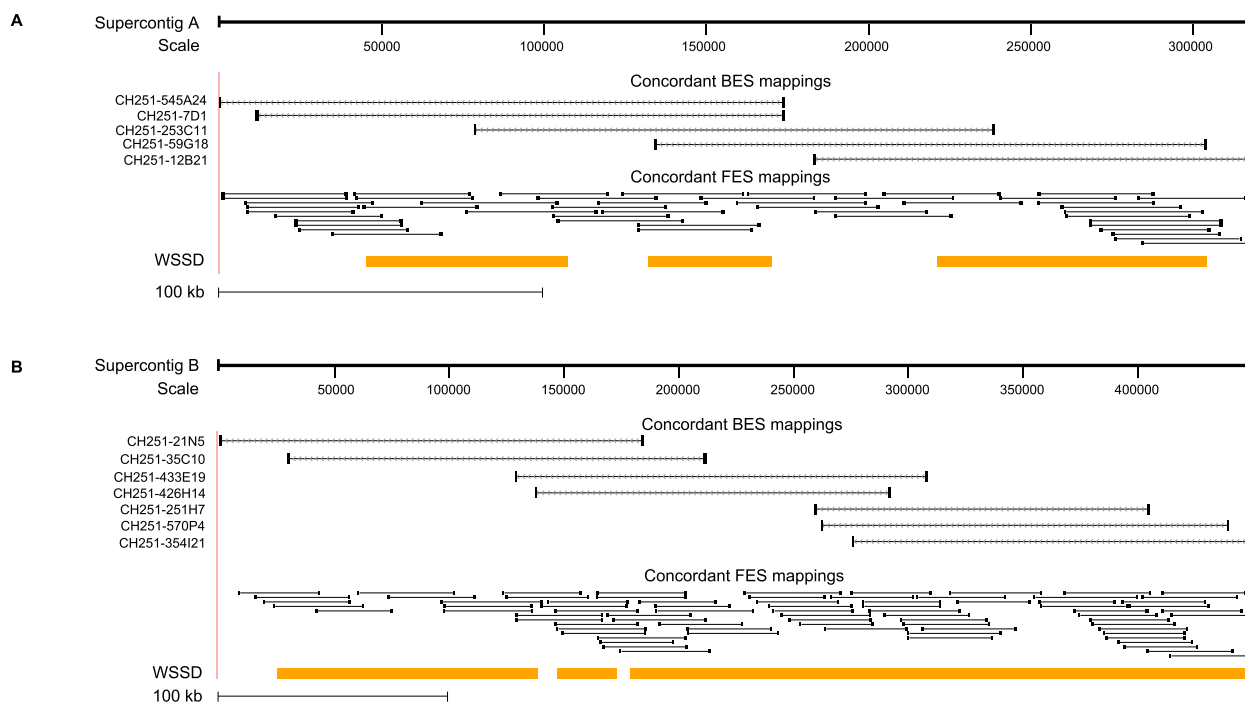 A
Supercontig A
Scale
50000 100000 150000 200000 250000 300000
Concordant BES mappings
CH251-545A24
CH251-7D1
CH251-253C11
CH251-59G18
CH251-12B21
Concordant FES mappings
WSSD
100 kb
B
Supercontig B
Scale
50000 100000 150000 200000 250000 300000 350000 400000
Concordant BES mappings
CH251-21N5
CH251-35C10
CH251-433E19
CH251-426H14
CH251-251H7
CH251-570P4
CH251-354I21
Concordant FES mappings
WSSD
100 kb